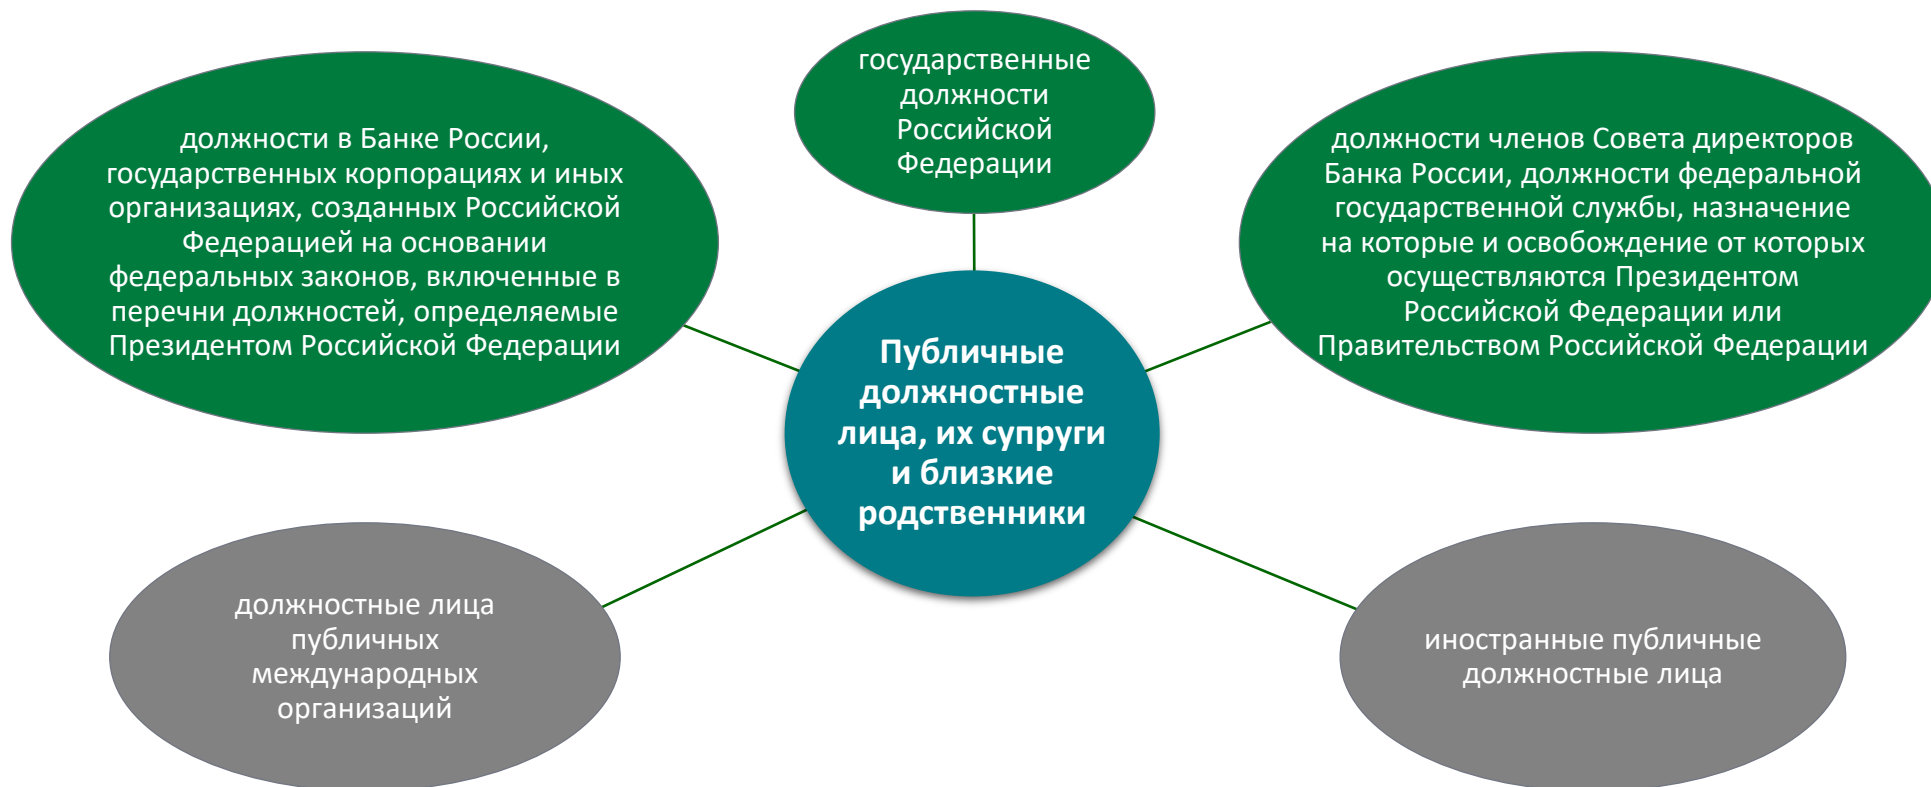 государственные
должности
Российской
Федерации
должности в Банке России,
государственных корпорациях и иных
организациях, созданных Российской
Федерацией на основании
федеральных законов, включенные в
перечни должностей, определяемые
Президентом Российской Федерации
должности членов Совета директоров
Банка России, должности федеральной
государственной службы, назначение
на которые и освобождение от которых
осуществляются Президентом
Российской Федерации или
Правительством Российской Федерации
Публичные
должностные
лица, их супруги
и близкие
родственники
должностные лица
публичных
международных
организаций
иностранные публичные
должностные лица